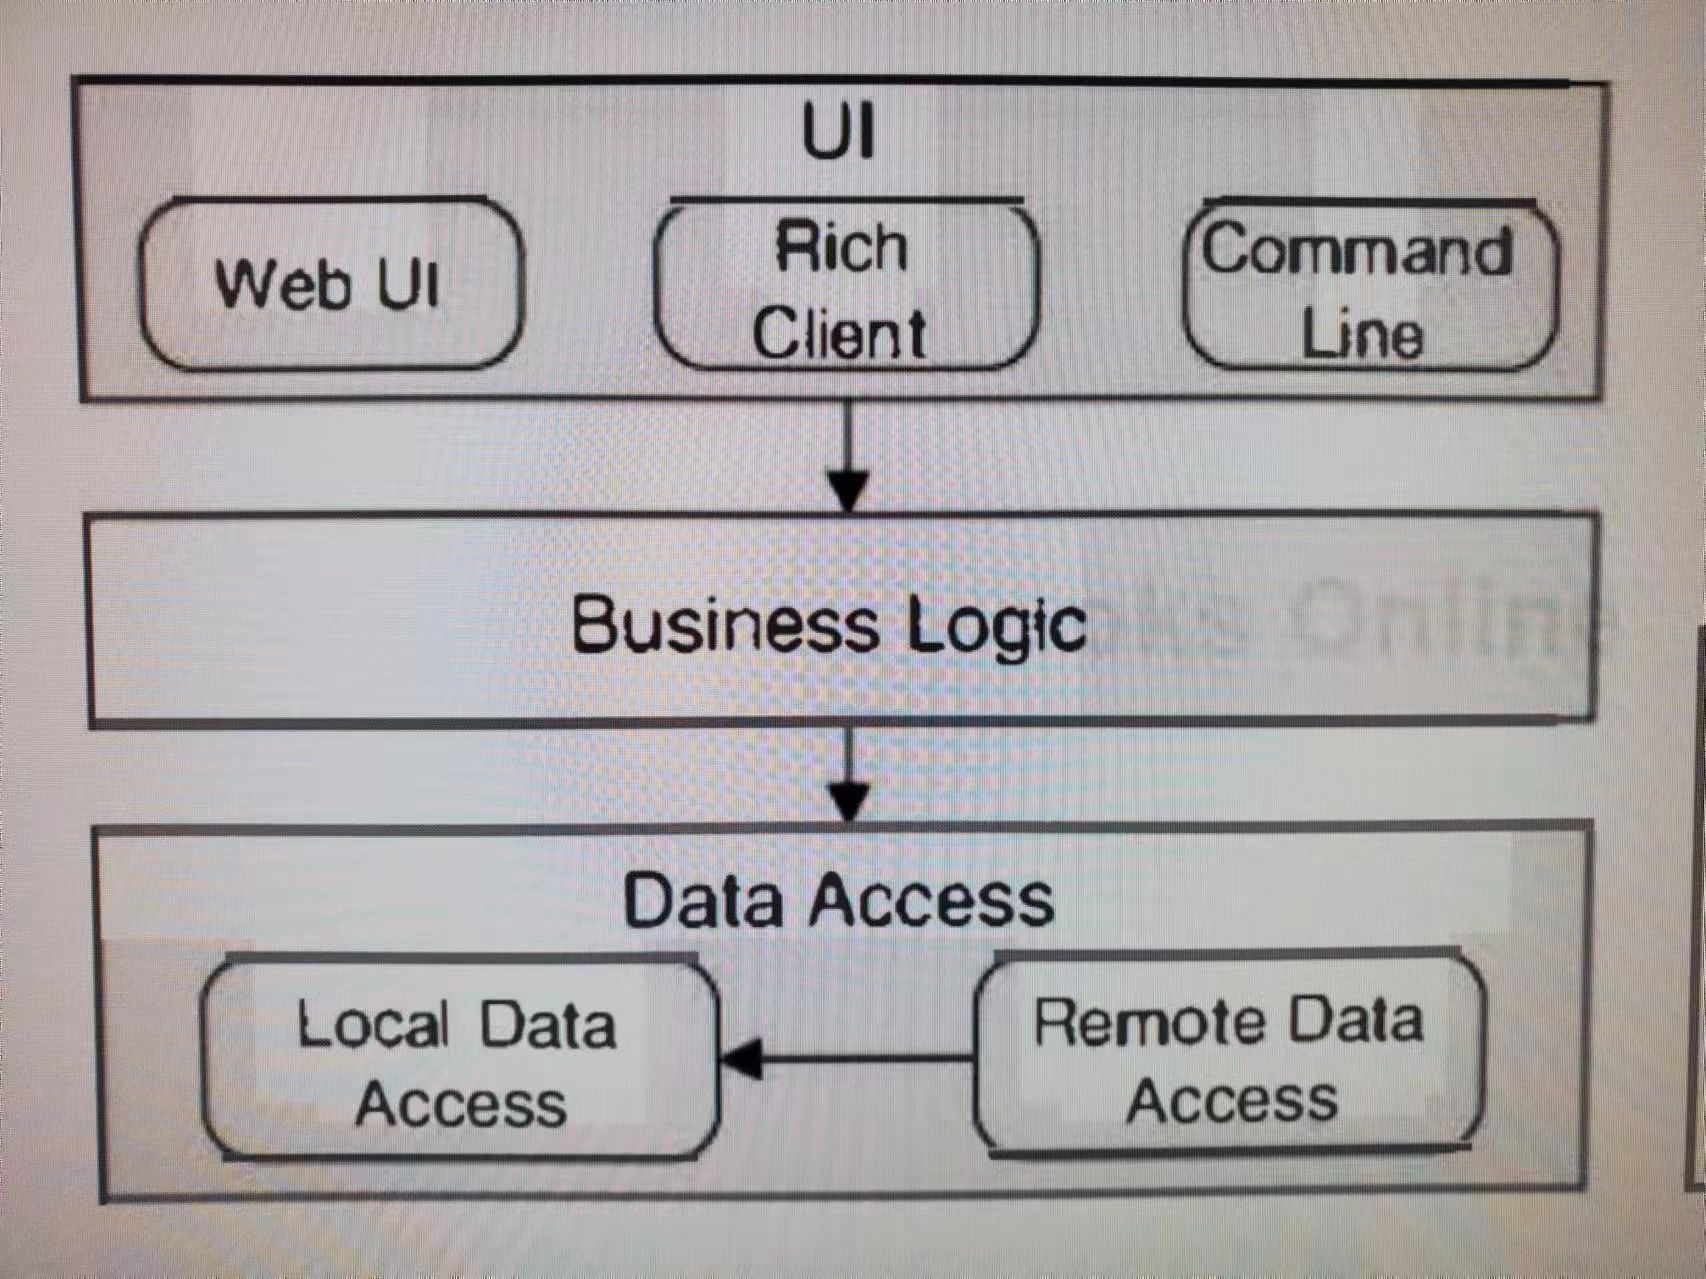 UI
Web UI
Rich
Client
Command
Line
Business Logic
Data Access
Local Data
Access
Remote Data
Access